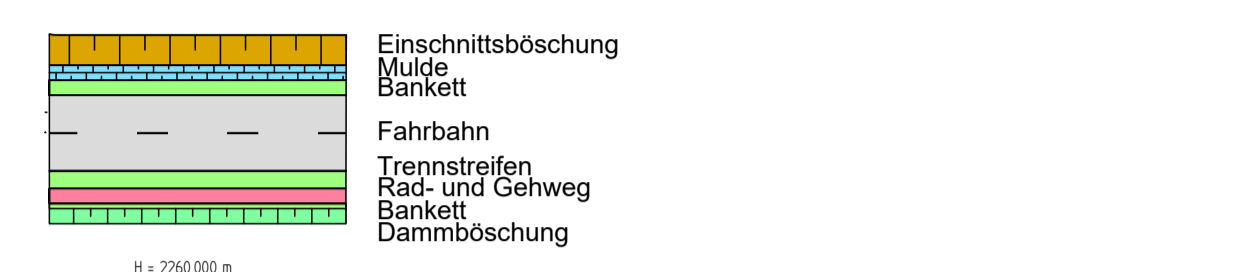 Einschnittsböschung
Mulde
Bankett
Fahrbahn
Trennstreifen
Rad- und Gehweg
Bankett
Dammböschung
H = 2260.000 m